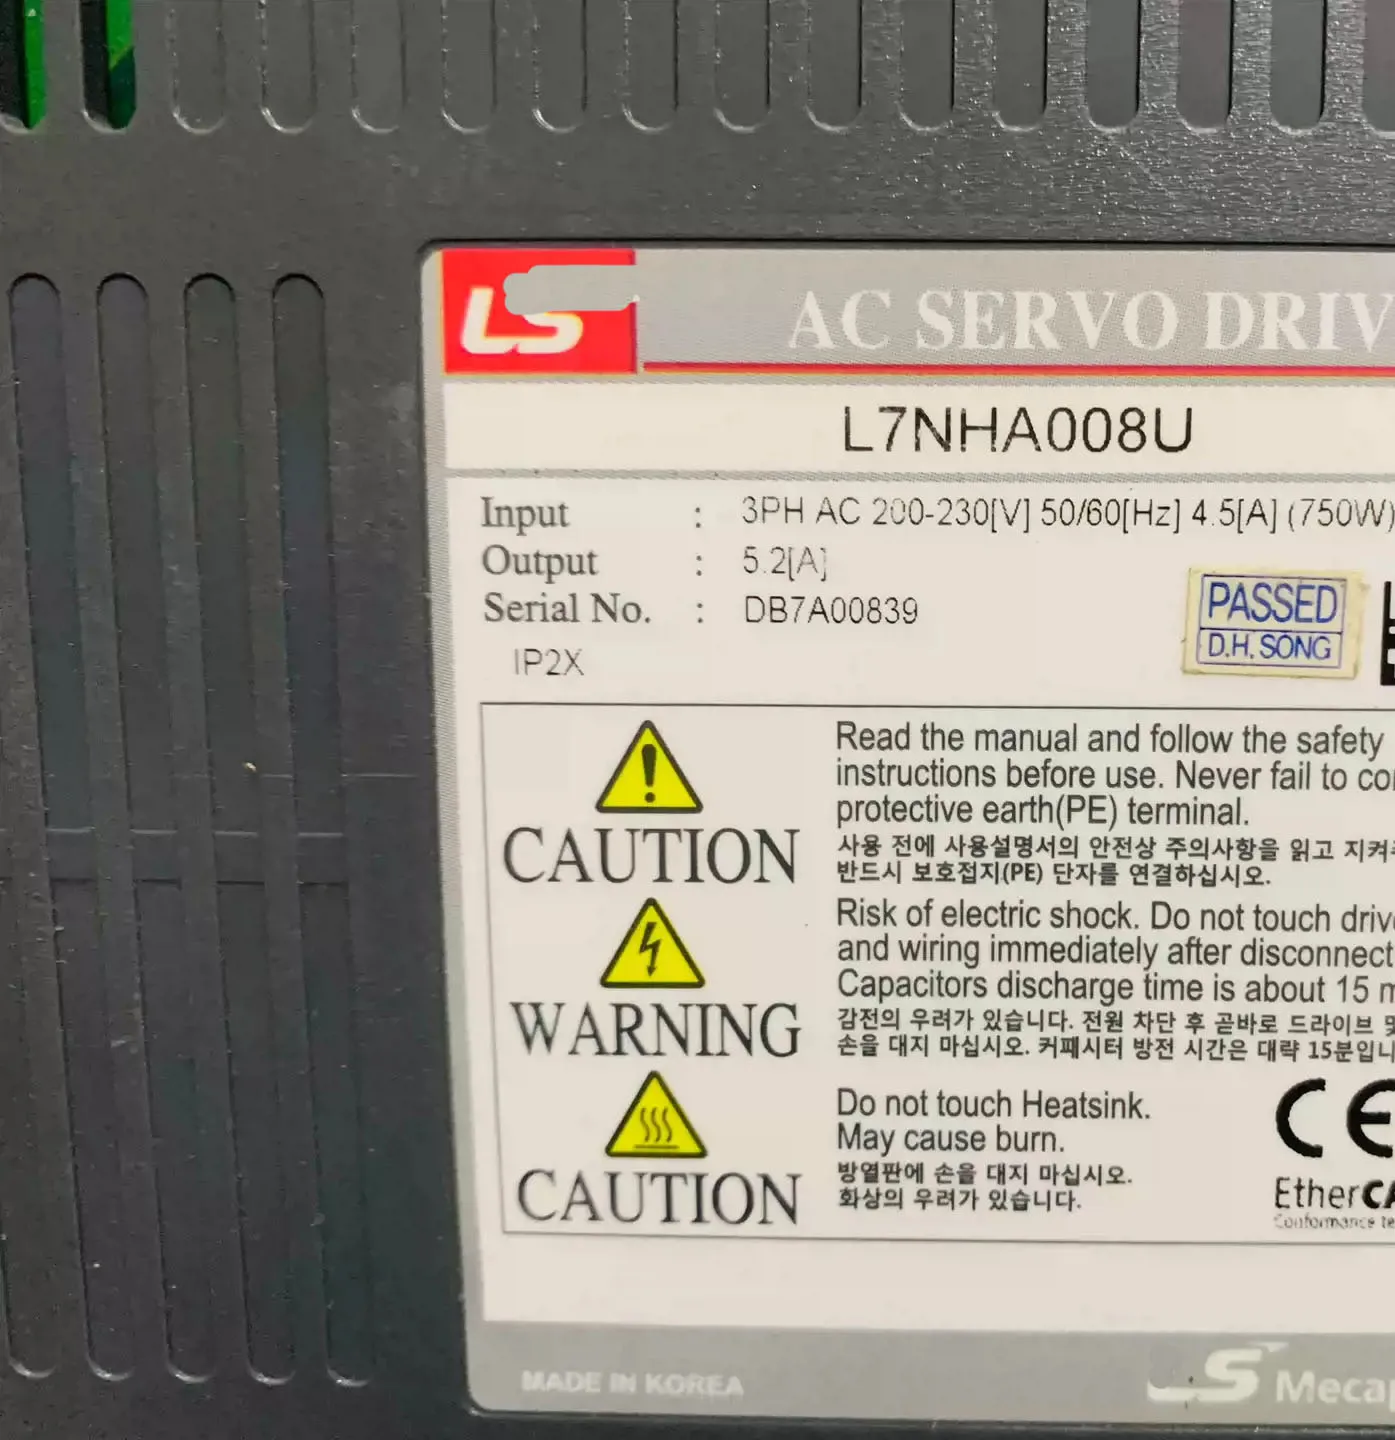 LS
AC SERVO DRIV
L7NHA008U
Input : 3PH AC 200-230[V] 50/60[Hz] 4.5[A] (750W)
Output : 5.2[A]
Serial No. : DB7A00839
IP2X
PASSED
D.H. SONG
CAUTION
Read the manual and follow the safety
instructions before use. Never fail to co
protective earth(PE) terminal.
사용 전에 사용설명서의 안전상 주의사항을 읽고 지켜
반드시 보호접지(PE) 단자를 연결하십시오.
WARNING
Risk of electric shock. Do not touch driv
and wiring immediately after disconnect
Capacitors discharge time is about 15 m
감전의 우려가 있습니다. 전원 차단 후 곧바로 드라이브 및
손을 대지 마십시오. 커패시터 방전 시간은 대략 15분입니
CAUTION
Do not touch Heatsink.
May cause burn.
방열판에 손을 대지 마십시오.
화상의 우려가 있습니다.
CE
EtherCA
Conformance te
MADE IN KOREA
LS Mecap